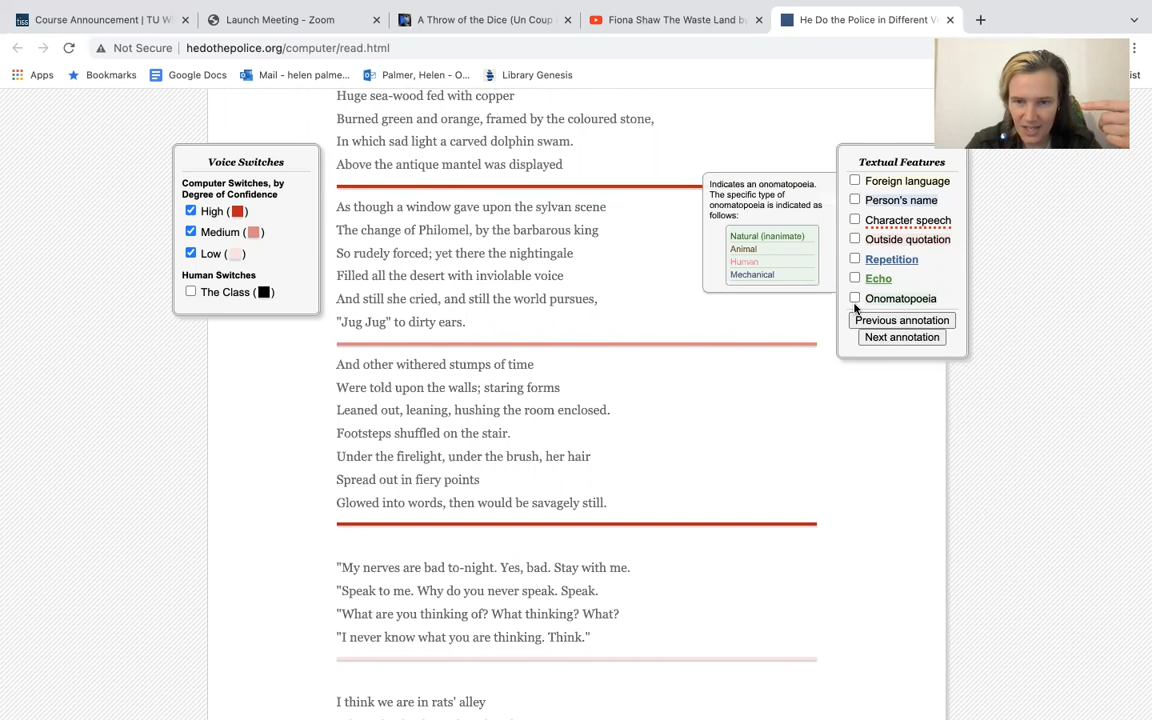 Course Announcement | TU Wi
Launch Meeting - Zoom
A Throw of the Dice (Un Coup
Fiona Shaw The Waste Land by
He Do the Police in Different V
Not Secure
hedothepolice.org/computer/read.html
Apps
Bookmarks
Google Docs
Mail - helen palme...
Palmer, Helen - O...
Library Genesis
ist
Huge sea-wood fed with copper
Burned green and orange, framed by the coloured stone,
In which sad light a carved dolphin swam.
Above the antique mantel was displayed
As though a window gave upon the sylvan scene
The change of Philomel, by the barbarous king
So rudely forced; yet there the nightingale
Filled all the desert with inviolable voice
And still she cried, and still the world pursues,
"Jug Jug" to dirty ears.
And other withered stumps of time
Were told upon the walls; staring forms
Leaned out, leaning, hushing the room enclosed.
Footsteps shuffled on the stair.
Under the firelight, under the brush, her hair
Spread out in fiery points
Glowed into words, then would be savagely still.
"My nerves are bad to-night. Yes, bad. Stay with me.
"Speak to me. Why do you never speak. Speak.
"What are you thinking of? What thinking? What?
"I never know what you are thinking. Think."
I think we are in rats' alley
Voice Switches
Computer Switches, by
Degree of Confidence
High ( )
Medium ( )
Low ( )
Human Switches
The Class ( )
Indicates an onomatopoeia.
The specific type of
onomatopoeia is indicated as
follows:
Natural (inanimate)
Animal
Human
Mechanical
Textual Features
Foreign language
Person's name
Character speech
Outside quotation
Repetition
Echo
Onomatopoeia
Previous annotation
Next annotation